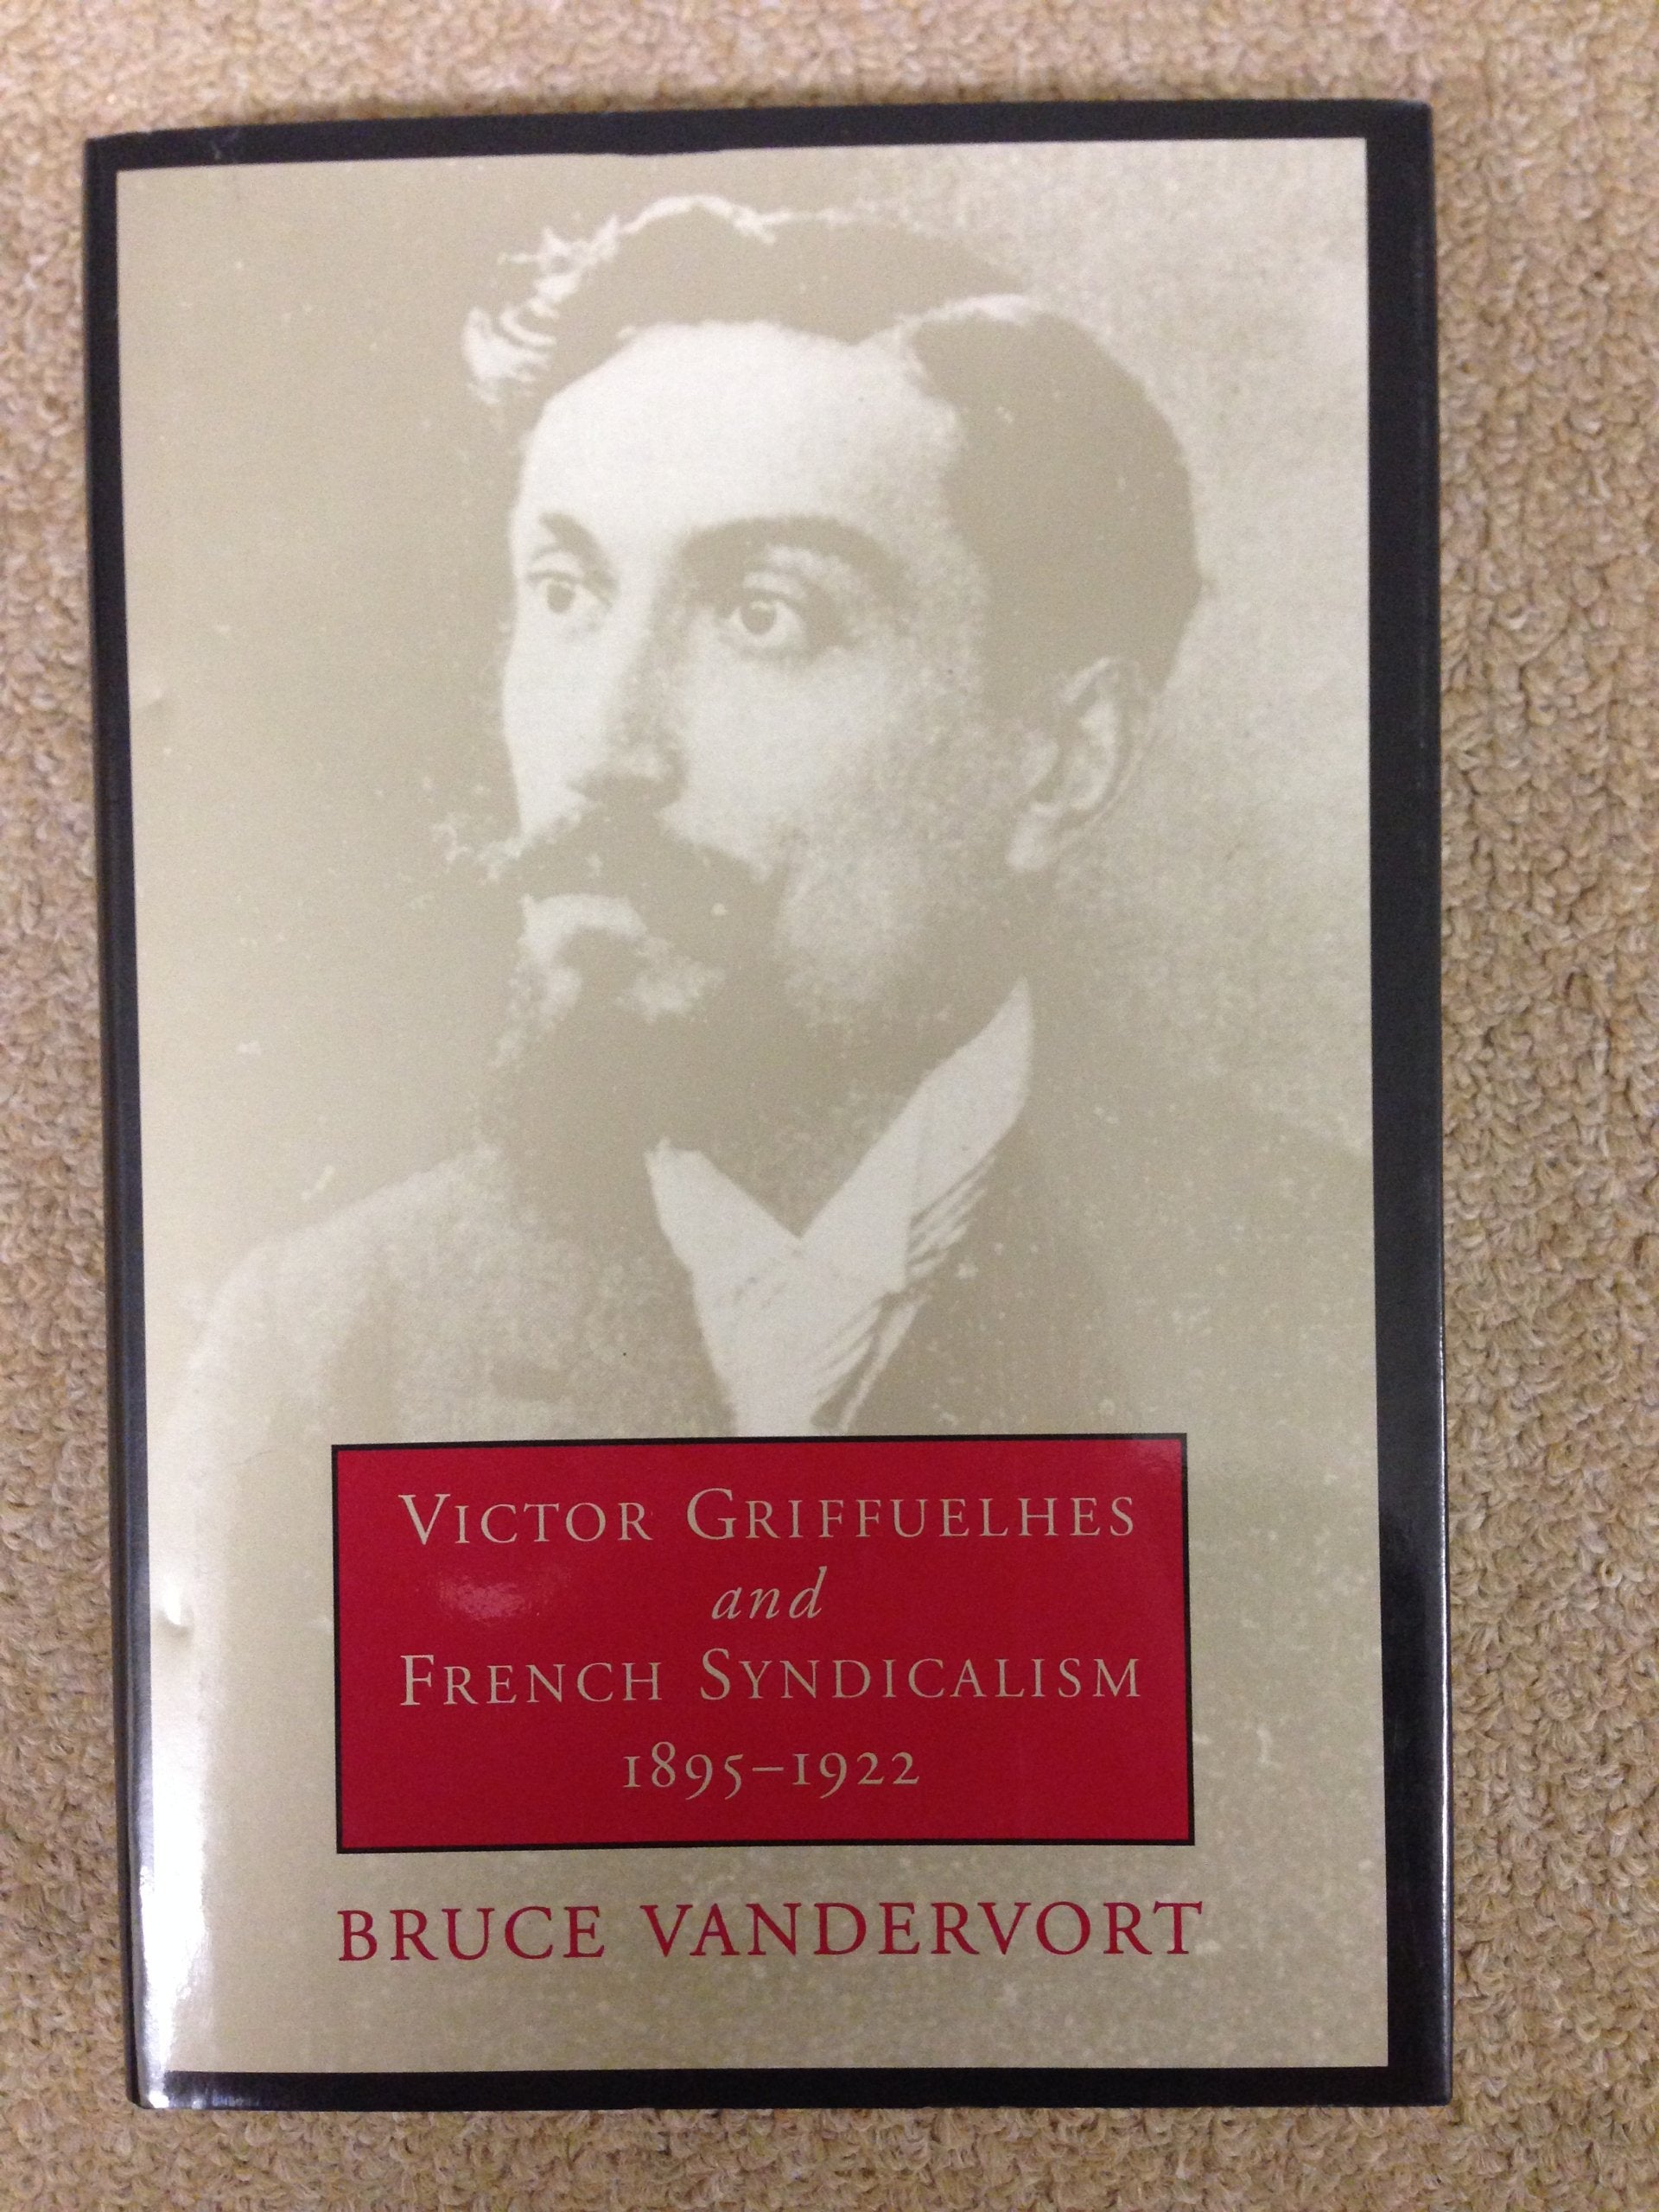 VICTOR GRIFFUELHES
and
FRENCH SYNDICALISM
1895–1922
BRUCE VANDERVORT